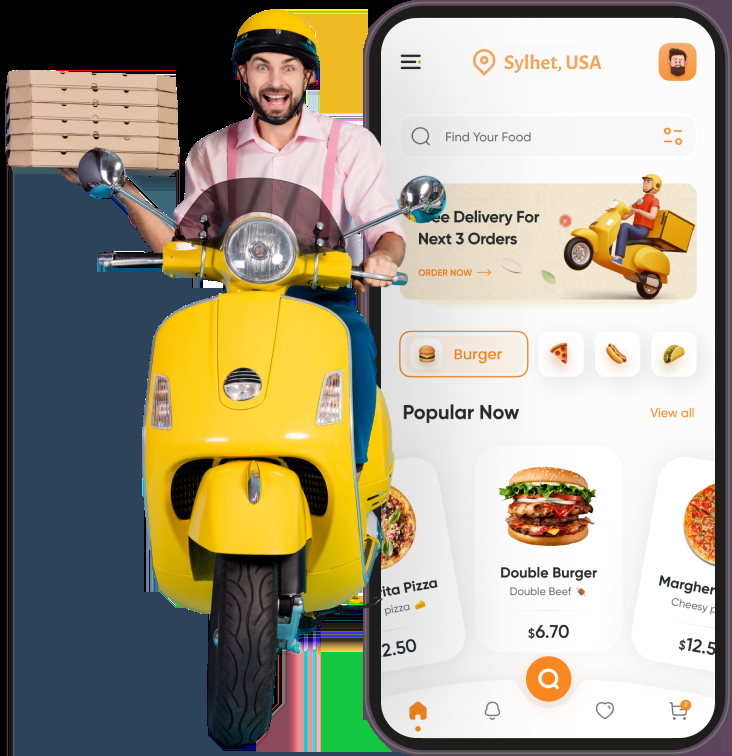 Sylhet, USA
Find Your Food
ee Delivery For
Next 3 Orders
ORDER NOW
Burger
Popular Now
View all
Double Burger
Double Beef
$6.70
ita Pizza
pizza
2.50
Margher
Cheesy p
$12.5